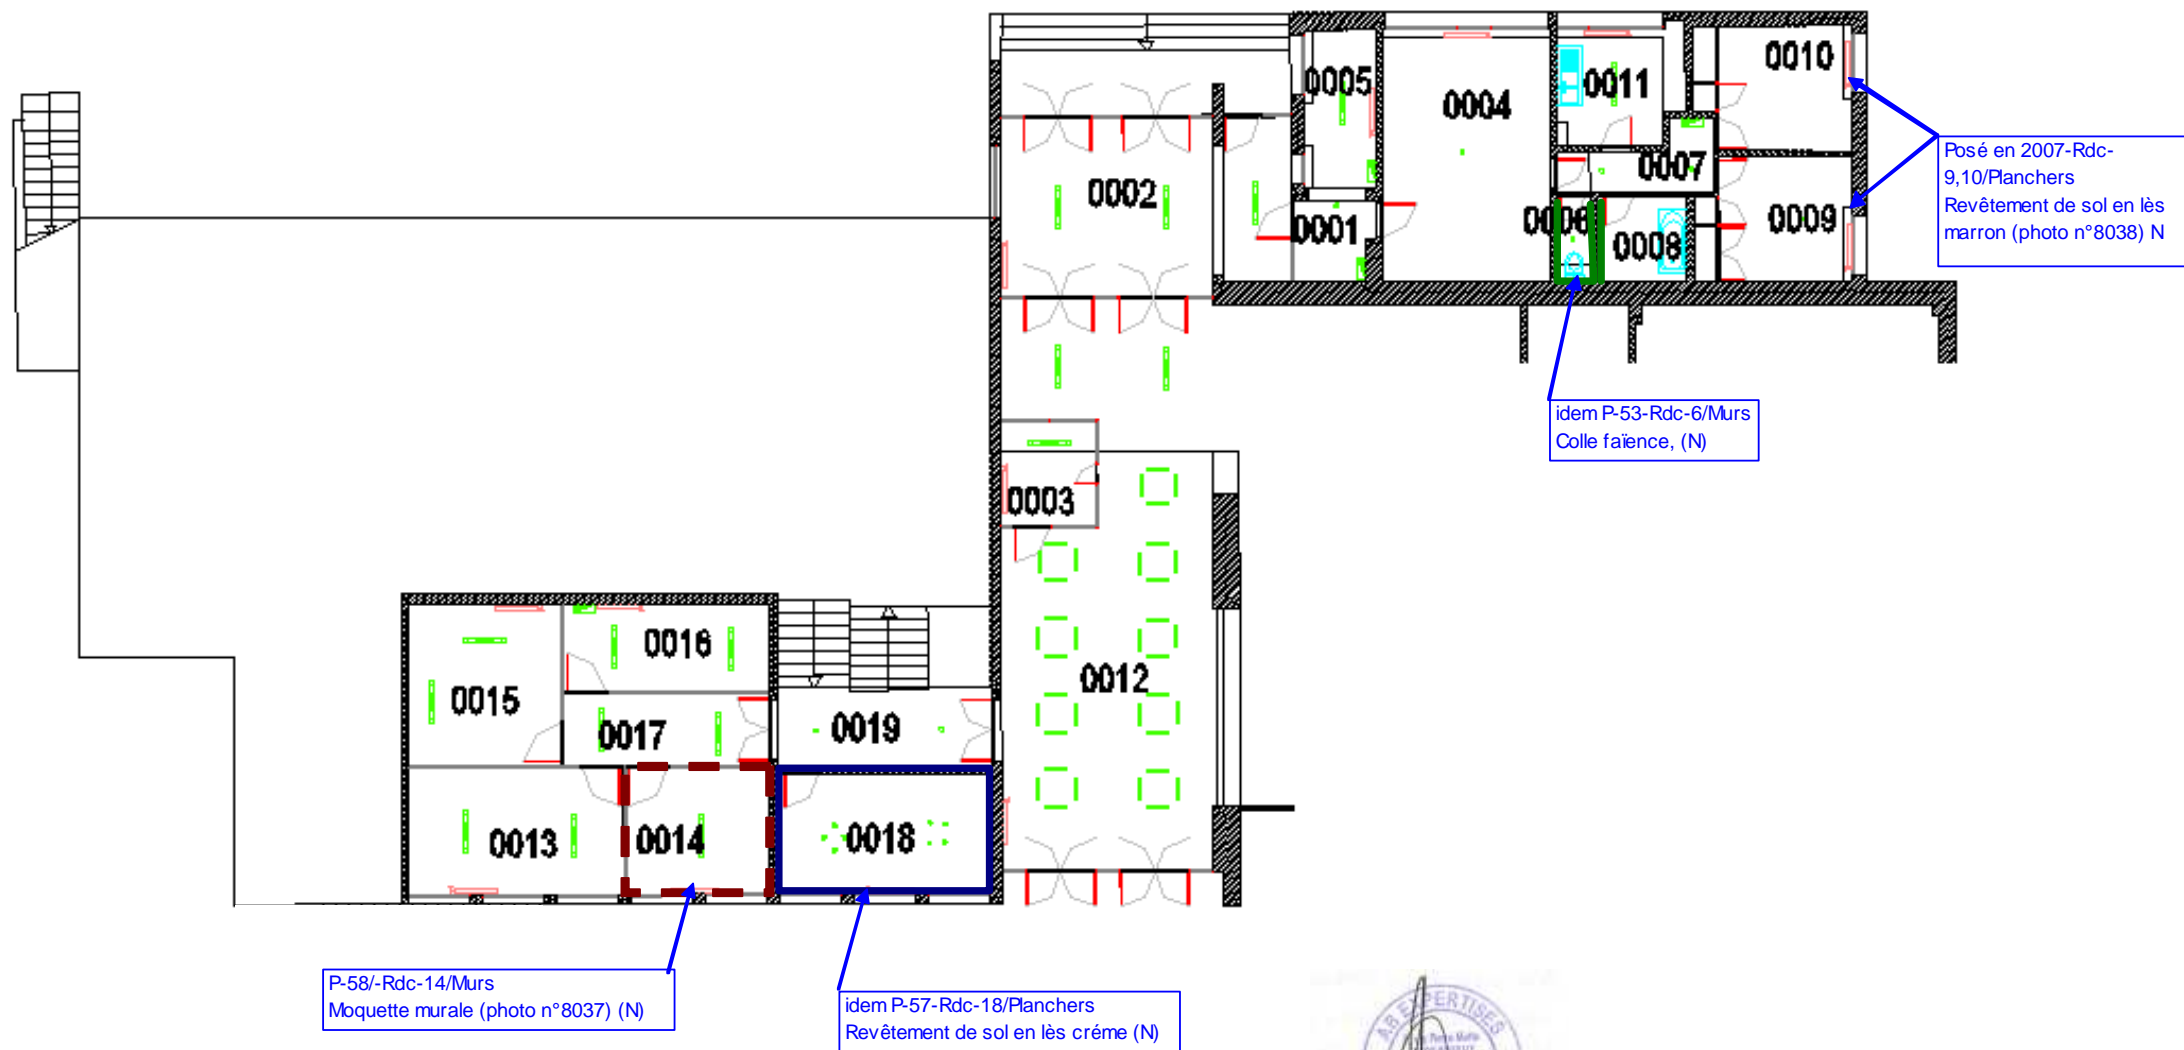 0010
0005
0011
0004
Posé en 2007-Rdc-
9,10/Planchers
Revêtement de sol en lès
marron (photo n°8038) N
0007
0002
0006
0009
0001
0008
idem P-53-Rdc-6/Murs
Colle faïence, (N)
0003
0016
0012
0015
0019
0017
0018
0014
0013
P-58/-Rdc-14/Murs
Moquette murale (photo n°8037) (N)
idem P-57-Rdc-18/Planchers
Revêtement de sol en lès créme (N)
AB EXPERTISES